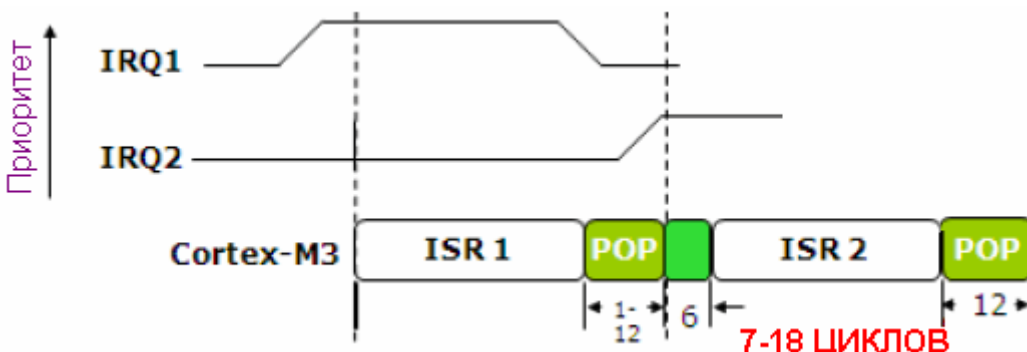 Приоритет
IRQ1
IRQ2
Cortex-M3
ISR 1
POP
ISR 2
POP
1-
12
6
12
7-18 ЦИКЛОВ